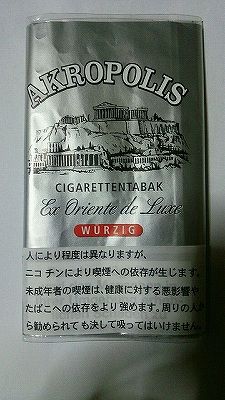 AKROPOLIS
CIGARETTENTABAK
Ex Oriente de Luxe
WÜRZIG
人により程度は異なりますが、
ニコチンにより喫煙への依存が生じます。
未成年者の喫煙は、健康に対する悪影響や
たばこへの依存をより強めます。周りの人か
ら勧められても決して吸ってはいけません。